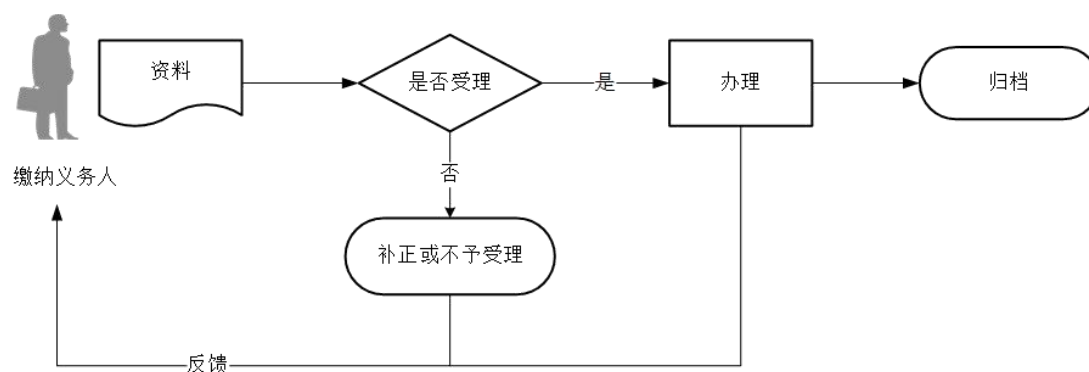 资料
是否受理
是
办理
归档
缴纳义务人
否
补正或不予受理
反馈